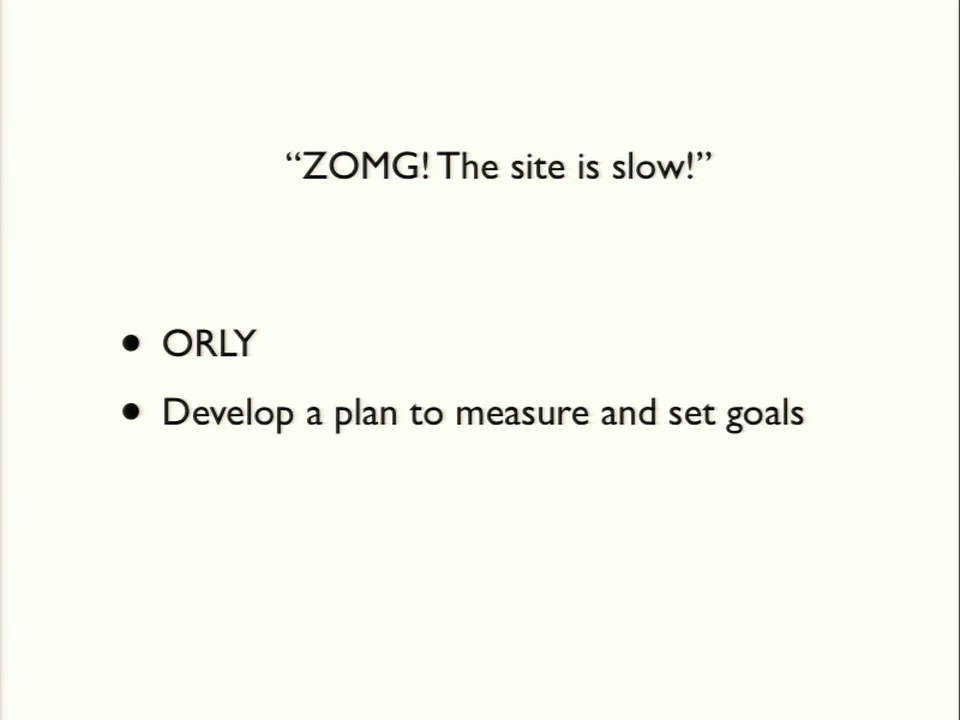 “ZOMG! The site is slow!”
• ORLY
• Develop a plan to measure and set goals